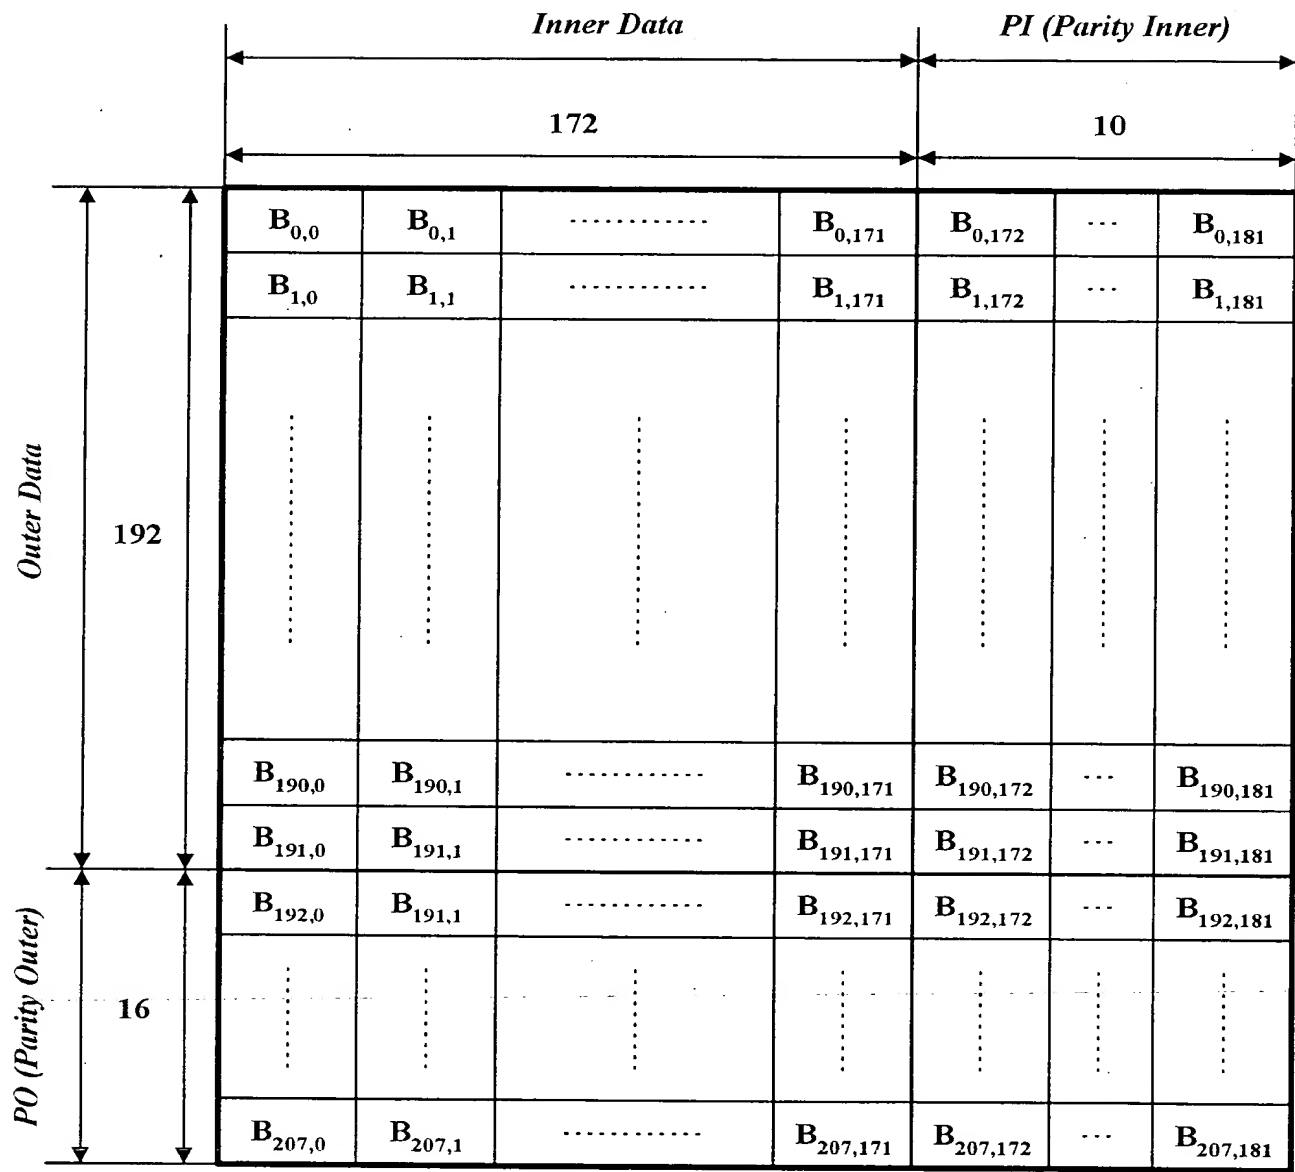 Inner Data PI (Parity Inner)
172 10
B0,0 B0,1 ............ B0,171 B0,172 ... B0,181
B1,0 B1,1 ............ B1,171 B1,172 ... B1,181
Outer Data
192
B190,0 B190,1 ............ B190,171 B190,172 ... B190,181
B191,0 B191,1 ............ B191,171 B191,172 ... B191,181
B192,0 B191,1 ............ B192,171 B192,172 ... B192,181
PO (Parity Outer)
16
B207,0 B207,1 ............ B207,171 B207,172 ... B207,181